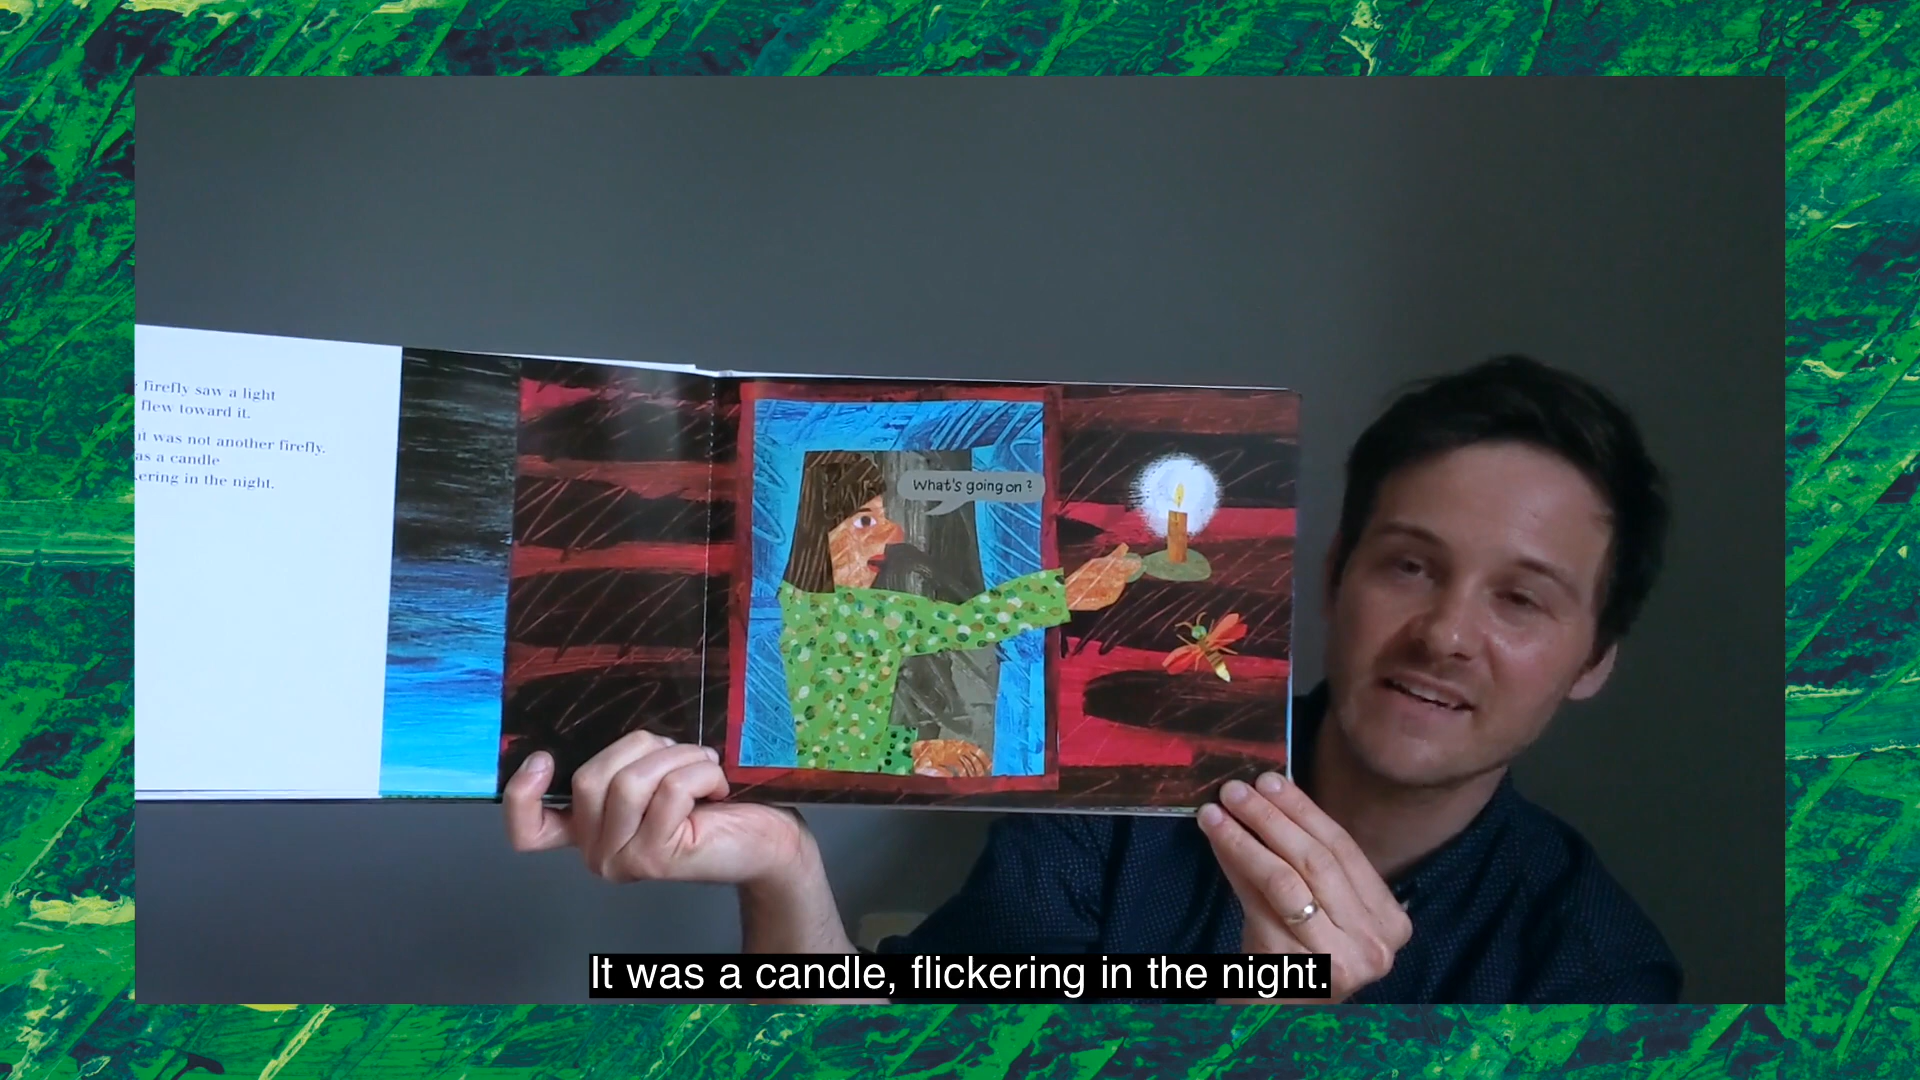 firefly saw a light
flew toward it.
it was not another firefly.
as a candle
ering in the night.
What's going on ?
It was a candle, flickering in the night.